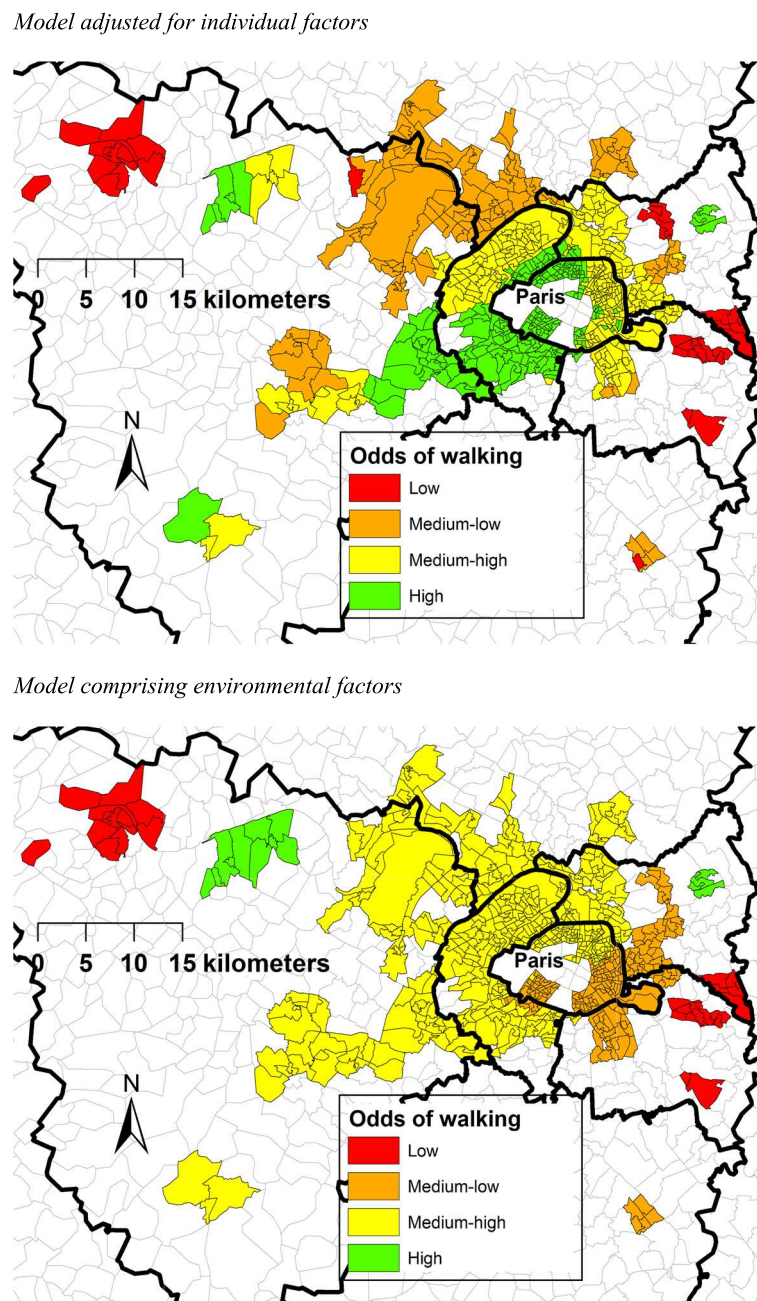 Model adjusted for individual factors
Paris
0 5 10 15 kilometers
N
Odds of walking
Low
Medium-low
Medium-high
High
Model comprising environmental factors
Paris
0 5 10 15 kilometers
N
Odds of walking
Low
Medium-low
Medium-high
High